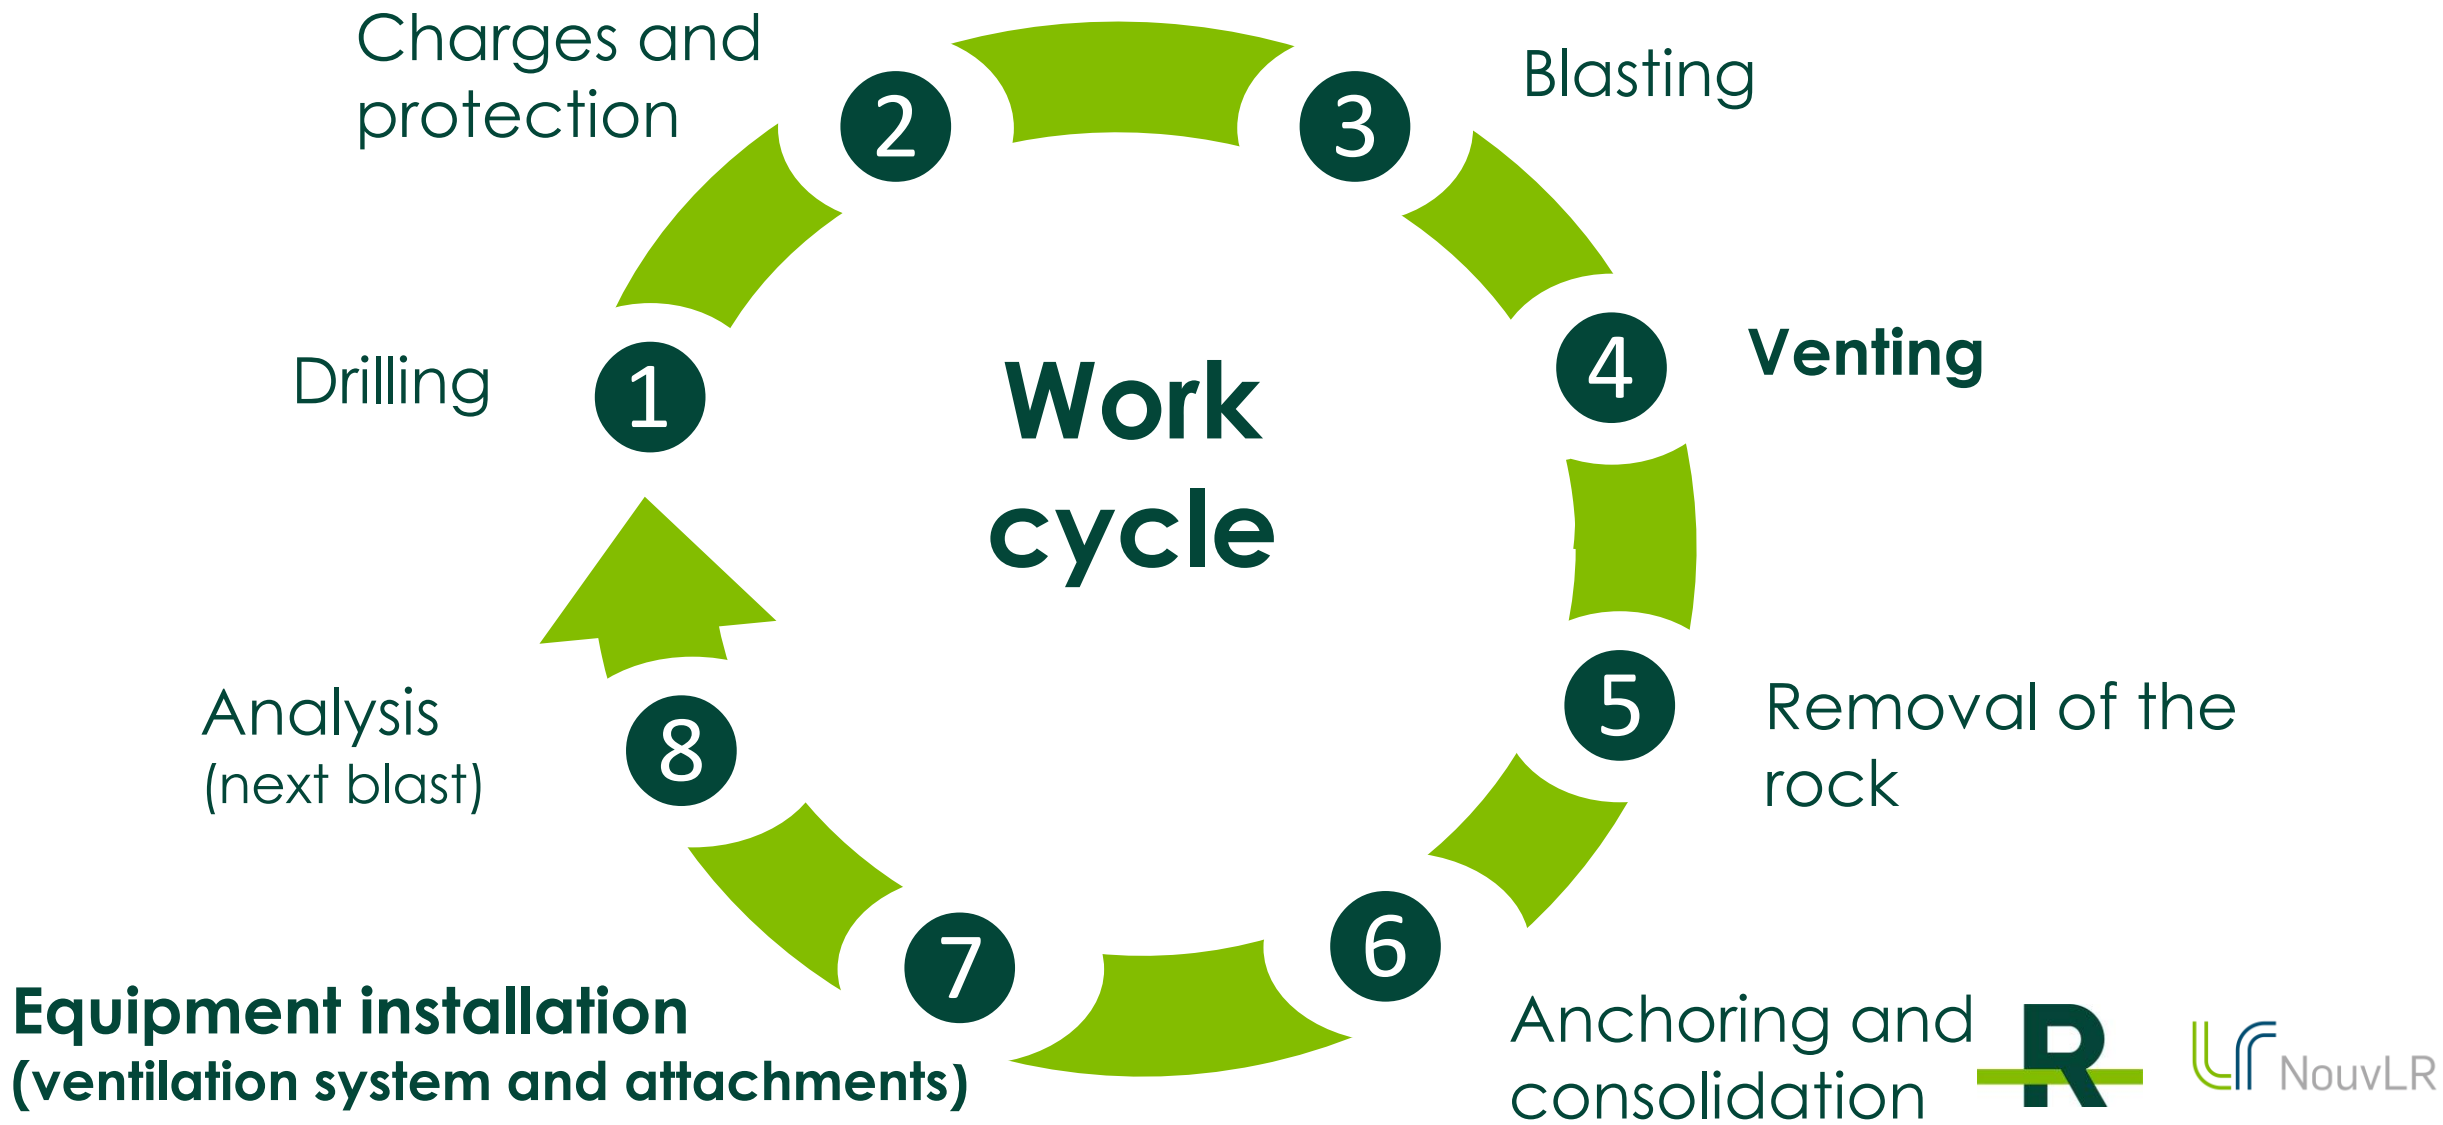 Work
cycle
1
Drilling
2
Charges and
protection
3
Blasting
4
Venting
5
Removal of the
rock
6
Anchoring and
consolidation
7
Equipment installation
(ventilation system and attachments)
8
Analysis
(next blast)
R
NouvLR